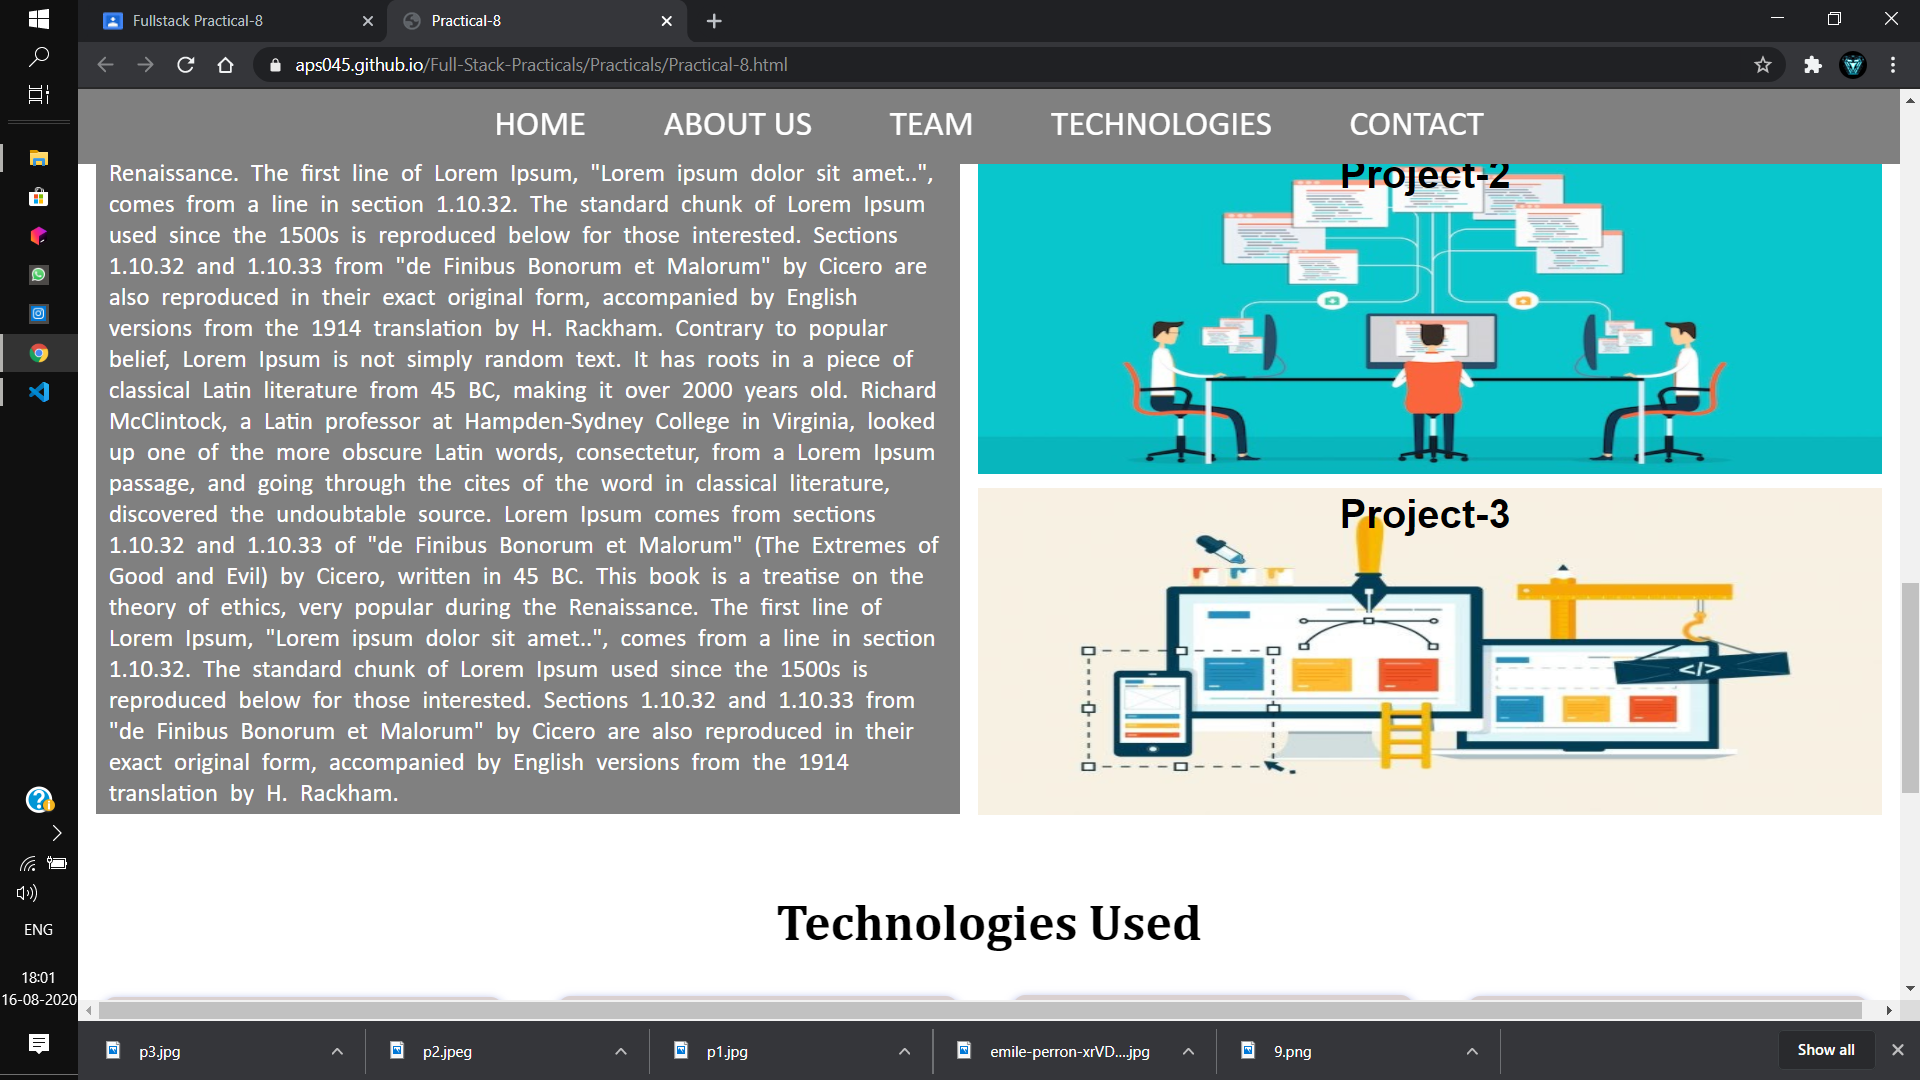 Fullstack Practical-8
Practical-8
aps045.github.io/Full-Stack-Practicals/Practicals/Practical-8.html
HOME ABOUT US TEAM TECHNOLOGIES CONTACT
Renaissance. The first line of Lorem Ipsum, "Lorem ipsum dolor sit amet..",
comes from a line in section 1.10.32. The standard chunk of Lorem Ipsum
used since the 1500s is reproduced below for those interested. Sections
1.10.32 and 1.10.33 from "de Finibus Bonorum et Malorum" by Cicero are
also reproduced in their exact original form, accompanied by English
versions from the 1914 translation by H. Rackham. Contrary to popular
belief, Lorem Ipsum is not simply random text. It has roots in a piece of
classical Latin literature from 45 BC, making it over 2000 years old. Richard
McClintock, a Latin professor at Hampden-Sydney College in Virginia, looked
up one of the more obscure Latin words, consectetur, from a Lorem Ipsum
passage, and going through the cites of the word in classical literature,
discovered the undoubtable source. Lorem Ipsum comes from sections
1.10.32 and 1.10.33 of "de Finibus Bonorum et Malorum" (The Extremes of
Good and Evil) by Cicero, written in 45 BC. This book is a treatise on the
theory of ethics, very popular during the Renaissance. The first line of
Lorem Ipsum, "Lorem ipsum dolor sit amet..", comes from a line in section
1.10.32. The standard chunk of Lorem Ipsum used since the 1500s is
reproduced below for those interested. Sections 1.10.32 and 1.10.33 from
"de Finibus Bonorum et Malorum" by Cicero are also reproduced in their
exact original form, accompanied by English versions from the 1914
translation by H. Rackham.
Project-2
Project-3
</>
Technologies Used
ENG
18:01
16-08-2020
p3.jpg
p2.jpeg
p1.jpg
emile-perron-xrVD....jpg
9.png
Show all